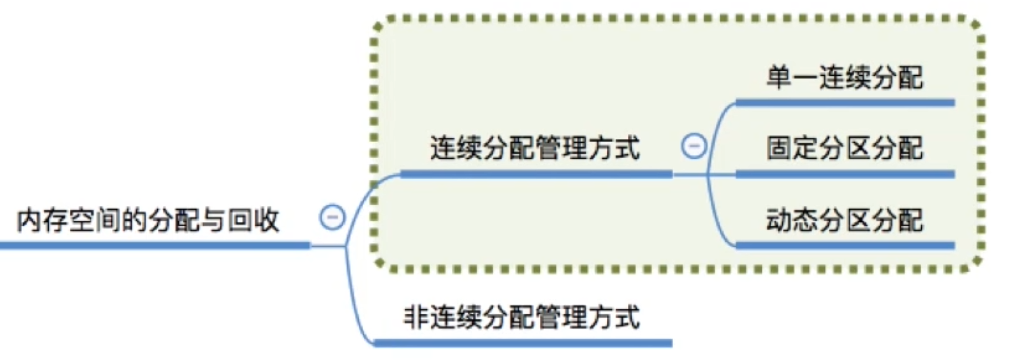 内存空间的分配与回收
连续分配管理方式
单一连续分配
固定分区分配
动态分区分配
非连续分配管理方式